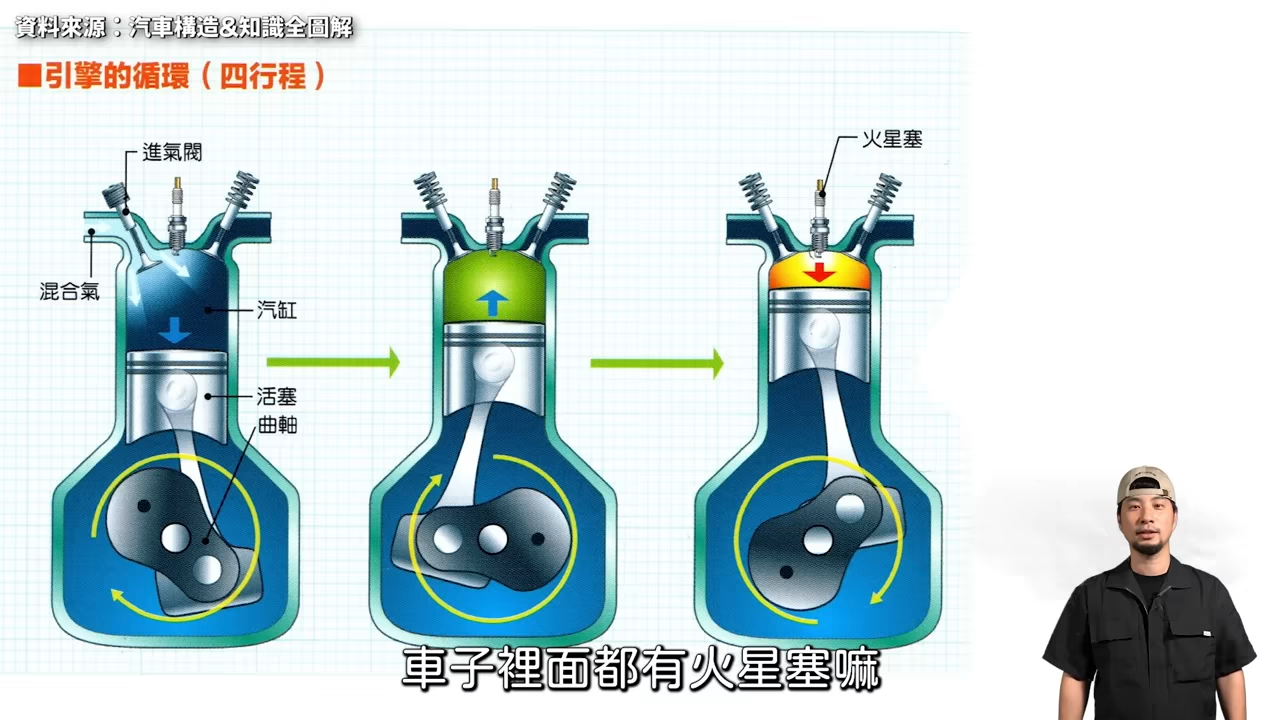 資料來源：汽車構造&知識全圖解
■引擎的循環（四行程）
進氣閥
火星塞
混合氣
汽缸
活塞
曲軸
車子裡面都有火星塞嘛